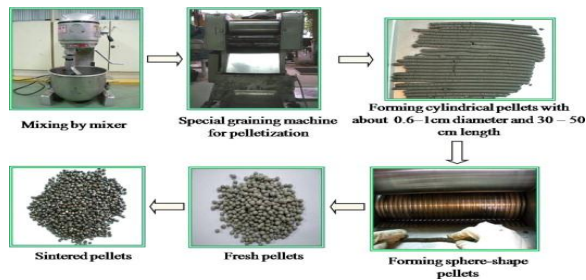 Mixing by mixer
Special graining machine
for pelletization
Forming cylindrical pellets with
about 0.6–1cm diameter and 30 – 50
cm length
Forming sphere-shape
pellets
Fresh pellets
Sintered pellets